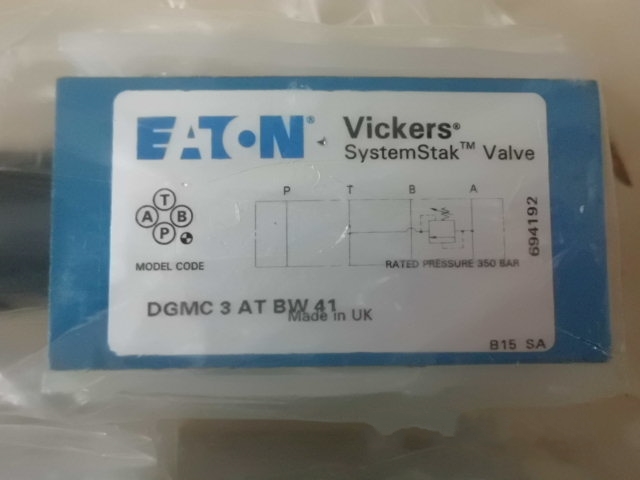 EATON® Vickers®
SystemStak™ Valve
P T B A
T
A B
P
694192
MODEL CODE
RATED PRESSURE 350 BAR
DGMC 3 AT BW 41
Made in UK
B15 SA